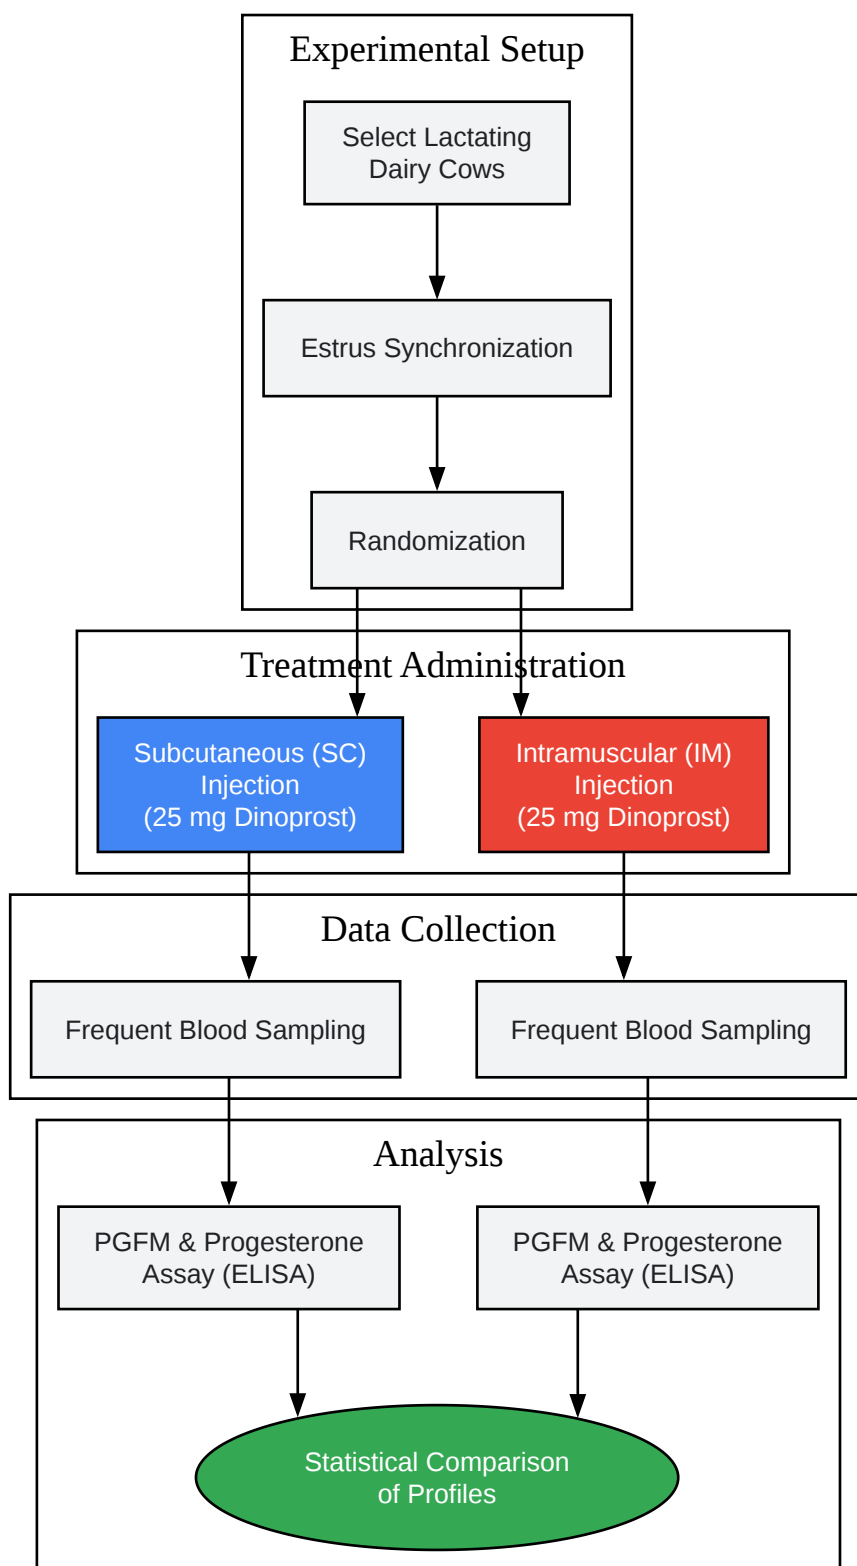 Experimental Setup
Select Lactating
Dairy Cows
Estrus Synchronization
Randomization
Treatment Administration
Subcutaneous (SC)
Injection
(25 mg Dinoprost)
Intramuscular (IM)
Injection
(25 mg Dinoprost)
Data Collection
Frequent Blood Sampling
Frequent Blood Sampling
Analysis
PGFM & Progesterone
Assay (ELISA)
PGFM & Progesterone
Assay (ELISA)
Statistical Comparison
of Profiles